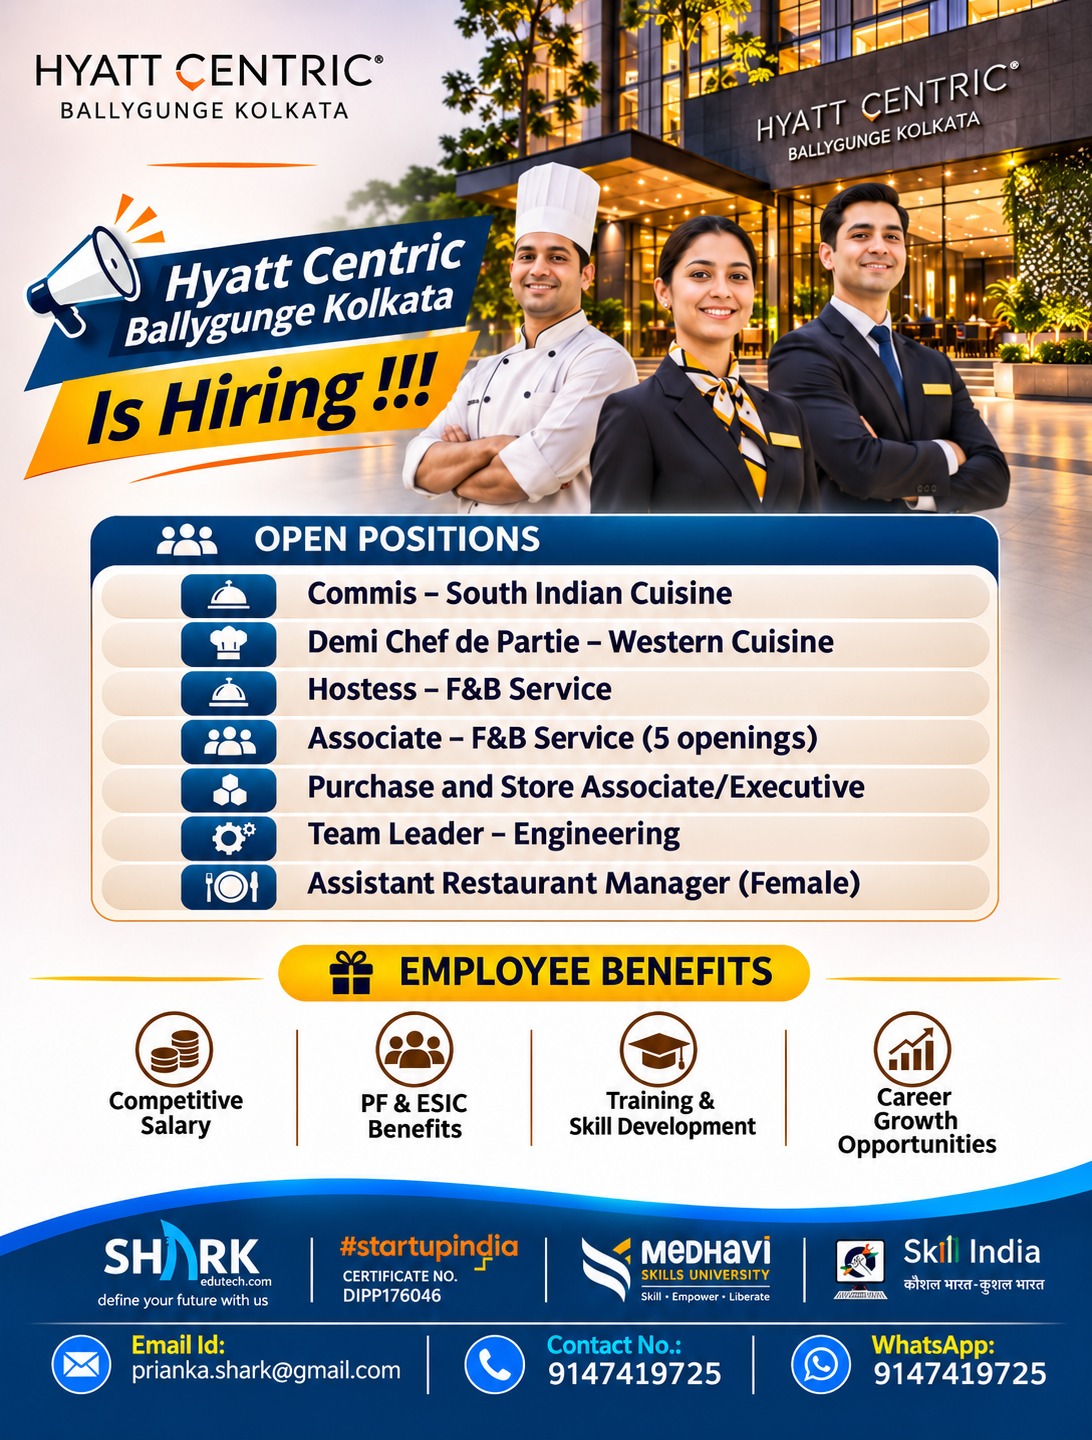 HYATT CENTRIC®
BALLYGUNGE KOLKATA
HYATT CENTRIC®
BALLYGUNGE KOLKATA
Hyatt Centric
Ballygunge Kolkata
Is Hiring !!!
OPEN POSITIONS
Commis – South Indian Cuisine
Demi Chef de Partie – Western Cuisine
Hostess – F&B Service
Associate – F&B Service (5 openings)
Purchase and Store Associate/Executive
Team Leader – Engineering
Assistant Restaurant Manager (Female)
EMPLOYEE BENEFITS
Competitive
Salary
PF & ESIC
Benefits
Training &
Skill Development
Career
Growth
Opportunities
SHARK
edutech.com
define your future with us
#startupindia
CERTIFICATE NO.
DIPP176046
MEDHAVI
SKILLS UNIVERSITY
Skill • Empower • Liberate
Skill India
कौशल भारत-कुशल भारत
Email Id:
prianka.shark@gmail.com
Contact No.:
9147419725
WhatsApp:
9147419725